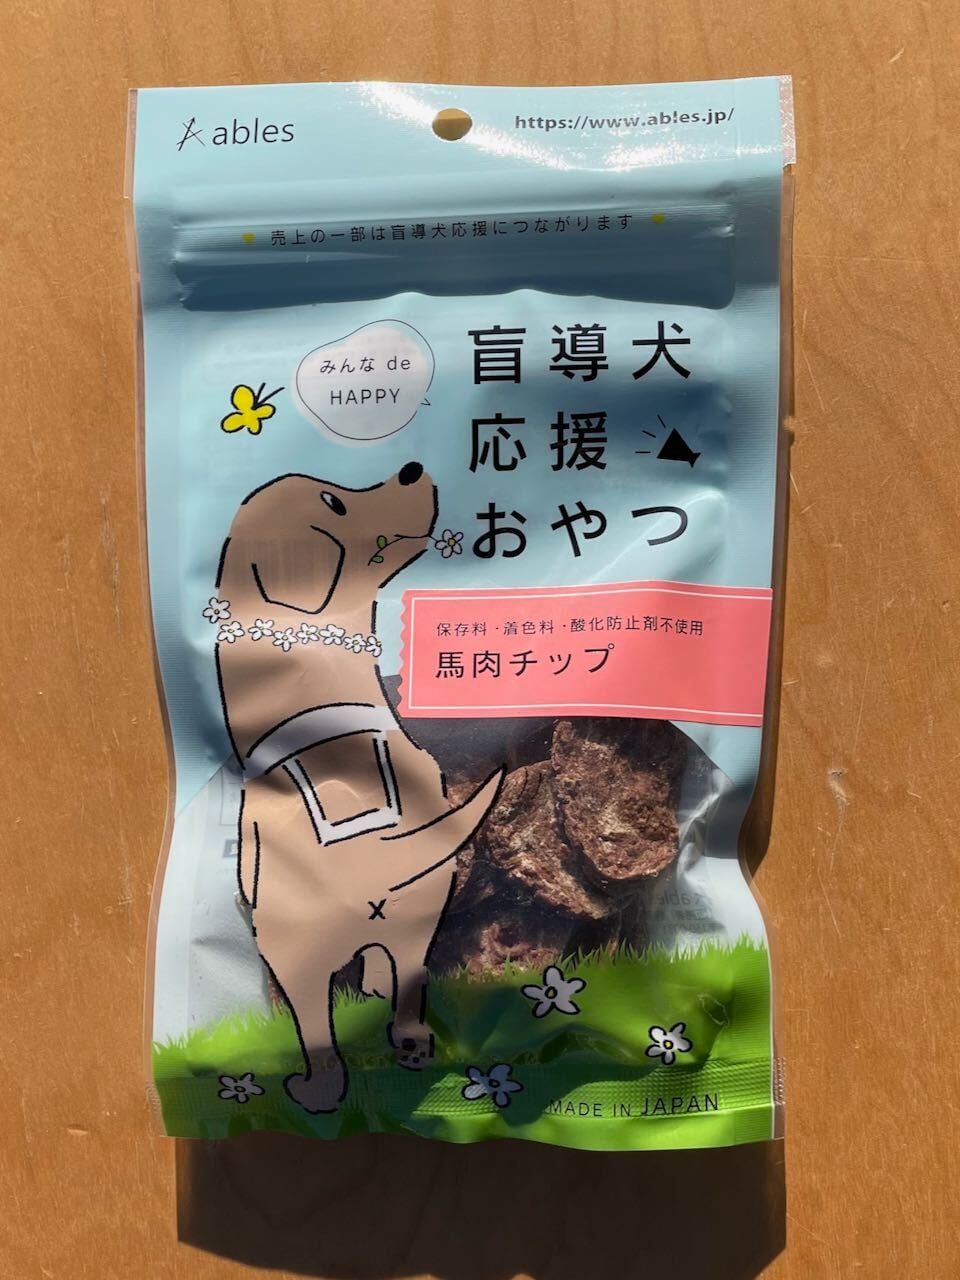 ables
https://www.ables.jp/
売上の一部は盲導犬応援につながります
みんな de
HAPPY
盲導犬
応援
おやつ
保存料・着色料・酸化防止剤不使用
馬肉チップ
MADE IN JAPAN